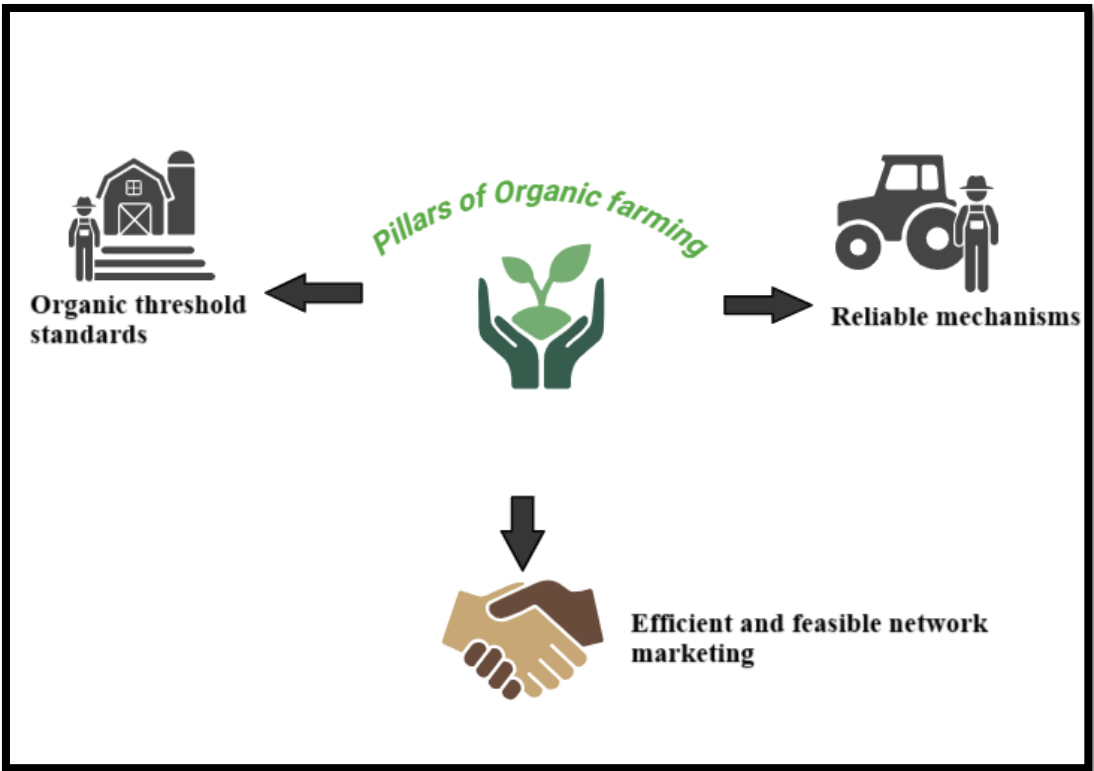 Pillars of Organic farming
Organic threshold
standards
Reliable mechanisms
Efficient and feasible network
marketing